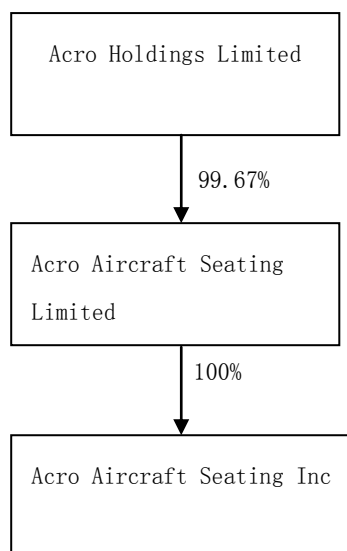 Acro Holdings Limited
99.67%
Acro Aircraft Seating
Limited
100%
Acro Aircraft Seating Inc